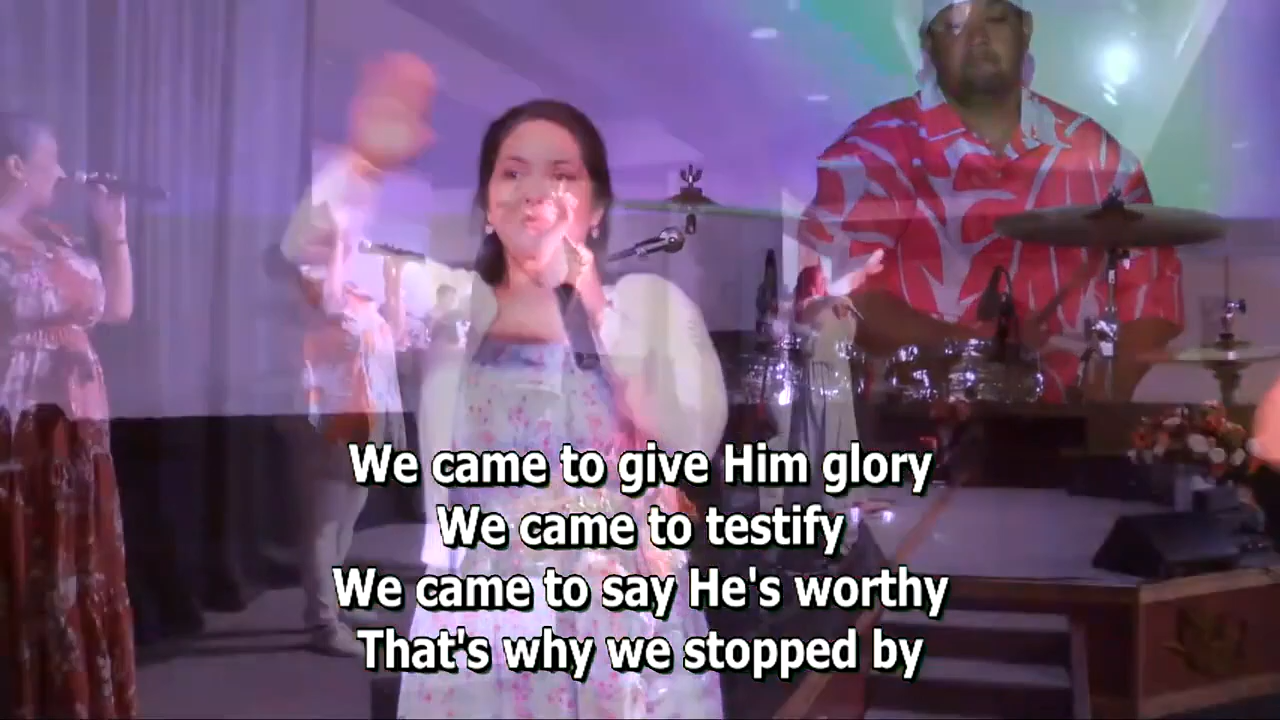 We came to give Him glory
We came to testify
We came to say He's worthy
That's why we stopped by